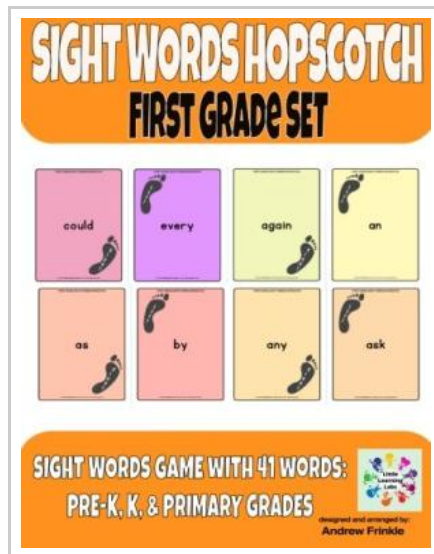 SIGHT WORDS HOPSCOTCH
FIRST GRADE SET
could
every
again
an
as
by
any
ask
SIGHT WORDS GAME WITH 41 WORDS:
PRE-K, K, & PRIMARY GRADES
Little
Learning
Labs
designed and arranged by:
Andrew Frinkle